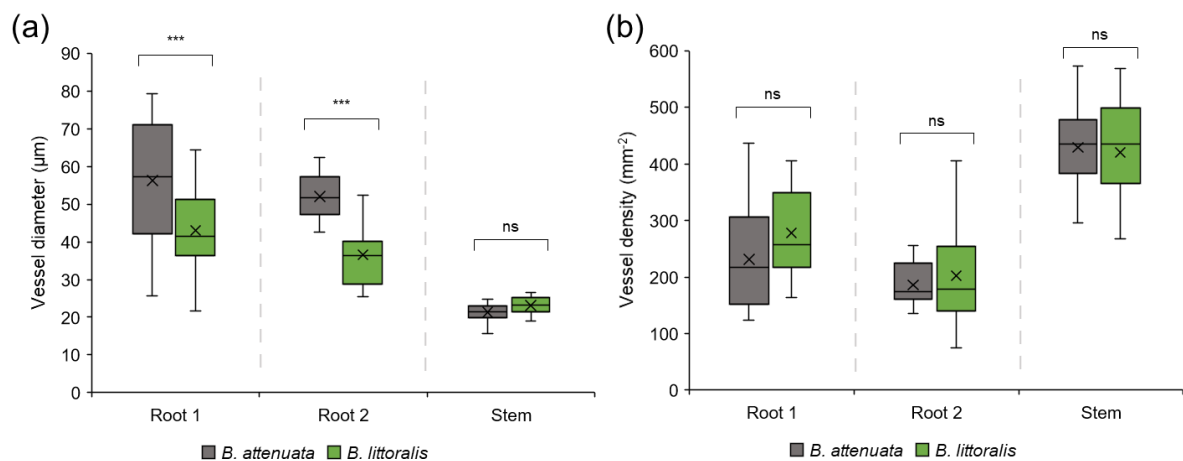 (a)
Vessel diameter (µm)
90
80
70
60
50
40
30
20
10
0
***
***
ns
Root 1 Root 2 Stem
B. attenuata B. littoralis
(b)
Vessel density (mm-2)
600
500
400
300
200
100
0
ns
ns
ns
Root 1 Root 2 Stem
B. attenuata B. littoralis